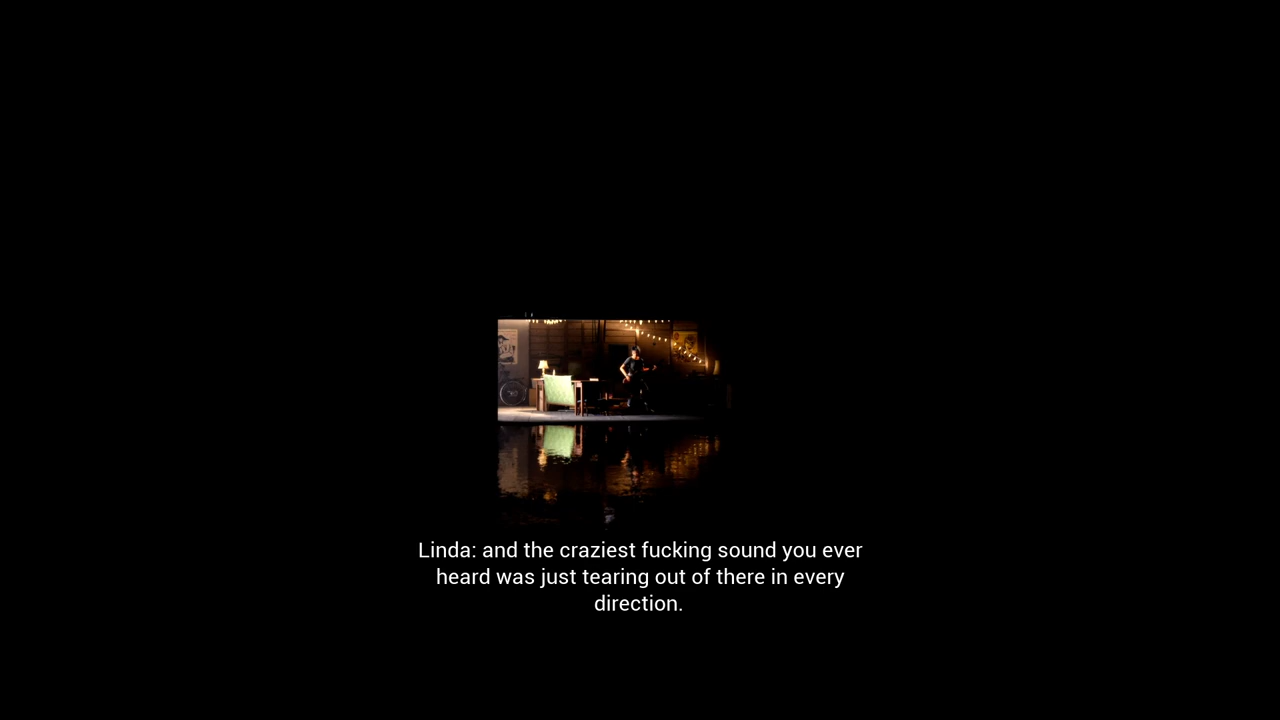 Linda: and the craziest fucking sound you ever
heard was just tearing out of there in every
direction.